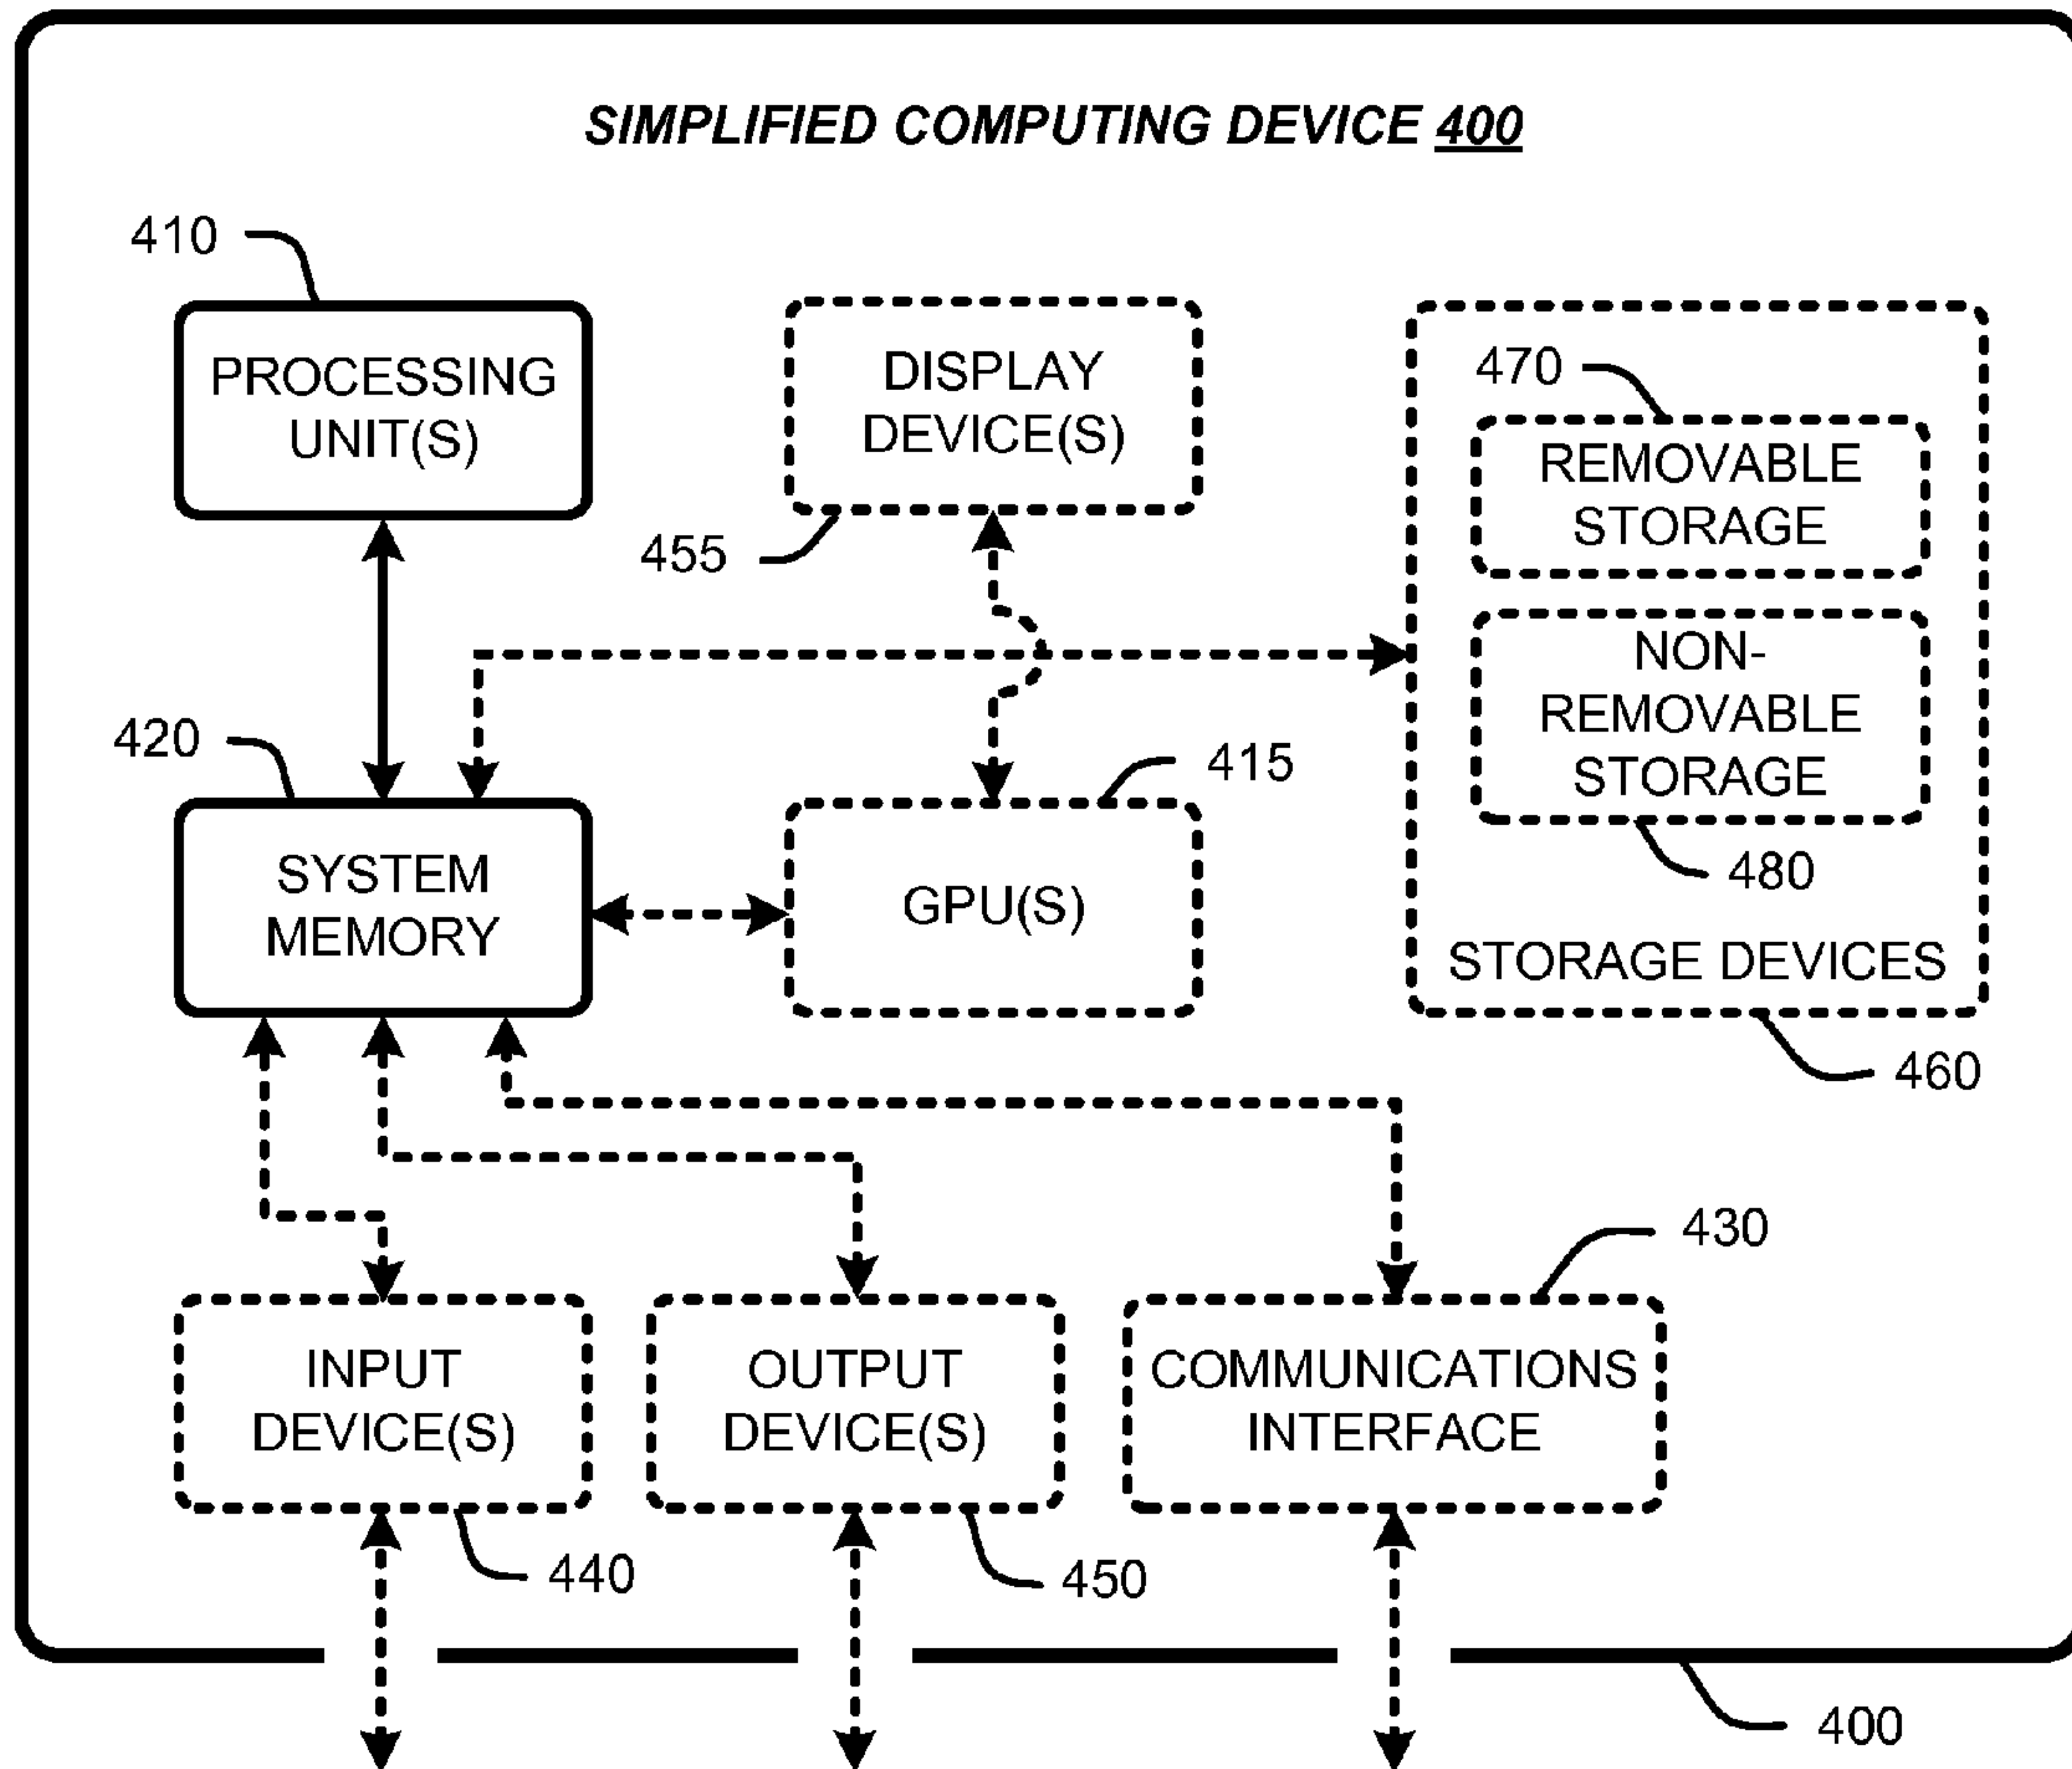 SIMPLIFIED COMPUTING DEVICE 400
410
PROCESSING
UNIT(S)
DISPLAY
DEVICE(S)
455
470
REMOVABLE
STORAGE
NON-
REMOVABLE
STORAGE
480
STORAGE DEVICES
460
420
SYSTEM
MEMORY
415
GPU(S)
430
INPUT
DEVICE(S)
440
OUTPUT
DEVICE(S)
450
COMMUNICATIONS
INTERFACE
400